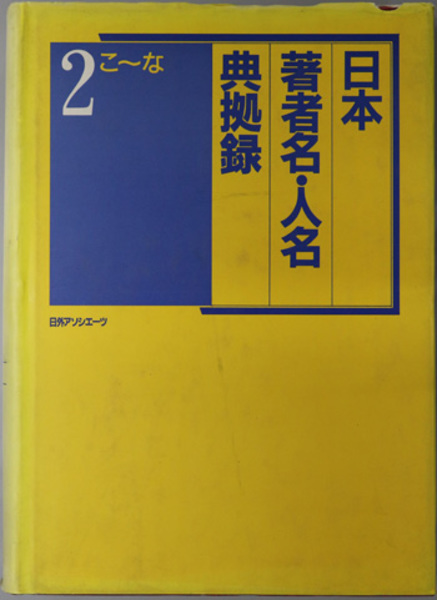 日本
著者名・人名
典拠録
2 こ〜な
日外アソシエーツ